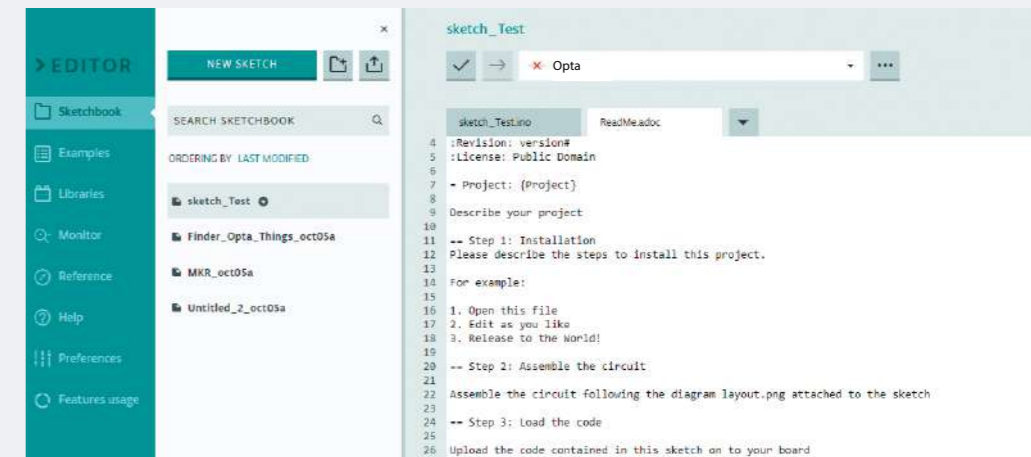 > EDITOR
Sketchbook
Examples
Libraries
Monitor
Reference
Help
Preferences
Features usage
×
NEW SKETCH
SEARCH SKETCHBOOK
ORDERING BY LAST MODIFIED
sketch_Test
Finder_Opta_Things_oct05a
MKR_oct05a
Untitled_2_oct05a
sketch_Test
Opta
sketch_Test.ino ReadMe.adoc
4 :Revision: version#
5 :License: Public Domain
6
7 = Project: {Project}
8
9 Describe your project
10
11 == Step 1: Installation
12 Please describe the steps to install this project.
13
14 For example:
15
16 1. Open this file
17 2. Edit as you like
18 3. Release to the World!
19
20 == Step 2: Assemble the circuit
21
22 Assemble the circuit following the diagram layout.png attached to the sketch
23
24 == Step 3: Load the code
25
26 Upload the code contained in this sketch on to your board